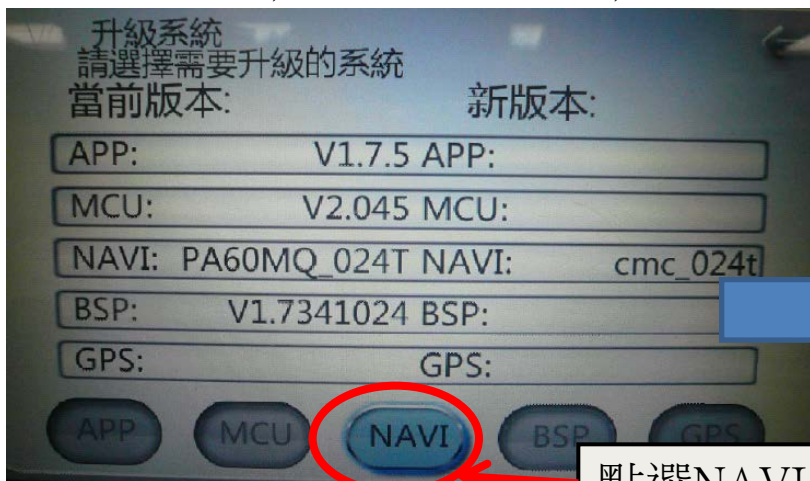 升級系統
請選擇需要升級的系統
當前版本: 新版本:
APP: V1.7.5 APP:
MCU: V2.045 MCU:
NAVI: PA60MQ_024T NAVI: cmc_024t
BSP: V1.7341024 BSP:
GPS: GPS:
APP MCU NAVI BSP GPS
點選NAVI